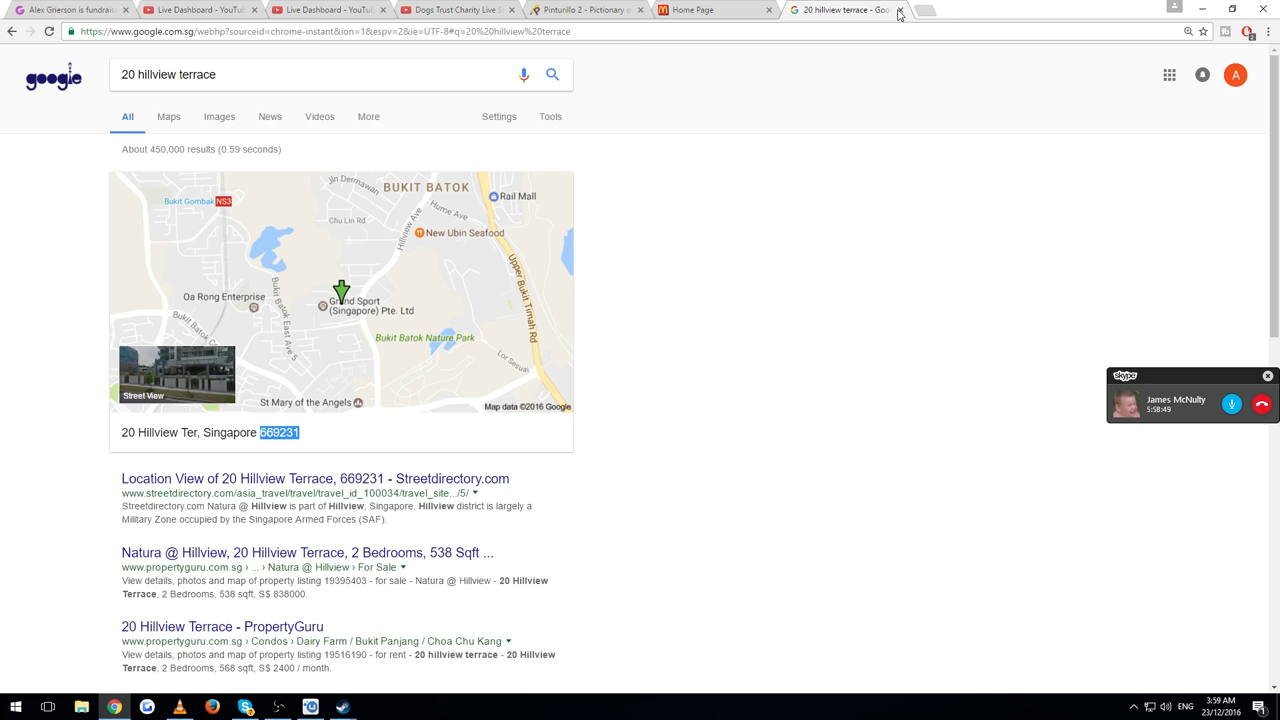 Alex Grierson is fundrais
Live Dashboard - YouTub
Live Dashboard - YouTub
Dogs Trust Charity Live S
Pinturillo 2 - Pictionary o
Home Page
20 hillview terrace - Goo
https://www.google.com.sg/webhp?sourceid=chrome-instant&ion=1&espv=2&ie=UTF-8#q=20%20hillview%20terrace
google
20 hillview terrace
A
All
Maps
Images
News
Videos
More
Settings
Tools
About 450,000 results (0.59 seconds)
Jln Dermawan
BUKIT BATOK
Rail Mall
Bukit Gombak NS3
Hume Ave
Chu Lin Rd
Hillview Ave
New Ubin Seafood
Upper Bukit Timah Rd
Oa Rong Enterprise
Grand Sport
(Singapore) Pte. Ltd
Bukit Batok East Ave 5
Bukit Batok Nature Park
Lor Sesuai
Street View
St Mary of the Angels
Map data ©2016 Google
20 Hillview Ter, Singapore 669231
skype
James McNulty
5:58:49
Location View of 20 Hillview Terrace, 669231 - Streetdirectory.com
www.streetdirectory.com/asia_travel/travel/travel_id_100034/travel_site.../5/
Streetdirectory.com Natura @ Hillview is part of Hillview, Singapore. Hillview district is largely a
Military Zone occupied by the Singapore Armed Forces (SAF).
Natura @ Hillview, 20 Hillview Terrace, 2 Bedrooms, 538 Sqft ...
www.propertyguru.com.sg › ... › Natura @ Hillview › For Sale
View details, photos and map of property listing 19395403 - for sale - Natura @ Hillview - 20 Hillview
Terrace, 2 Bedrooms, 538 sqft, S$ 838000.
20 Hillview Terrace - PropertyGuru
www.propertyguru.com.sg › Condos › Dairy Farm / Bukit Panjang / Choa Chu Kang
View details, photos and map of property listing 19516190 - for rent - 20 hillview terrace - 20 Hillview
Terrace, 2 Bedrooms, 568 sqft, S$ 2400 / month.
ENG
3:59 AM
23/12/2016